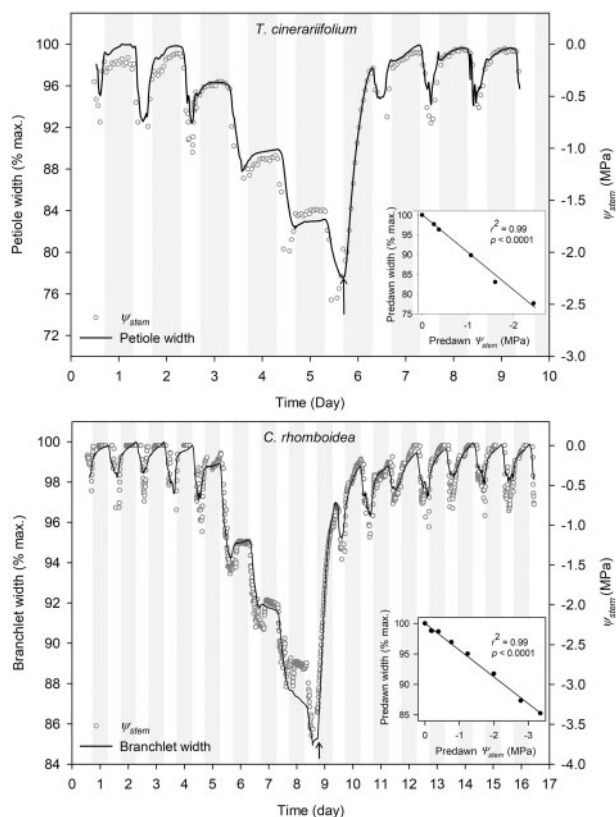 T. cinerariifolium
100
96
92
88
84
80
76
72
Petiole width (% max.)
0.0
-0.5
-1.0
-1.5
-2.0
-2.5
-3.0
Ψstem (MPa)
Ψstem
Petiole width
100
95
90
85
80
75
Predawn width (% max.)
r2 = 0.99
p < 0.0001
0 -1 -2
Predawn Ψstem (MPa)
0 1 2 3 4 5 6 7 8 9 10
Time (Day)
C. rhomboidea
100
98
96
94
92
90
88
86
84
Branchlet width (% max.)
0.0
-0.5
-1.0
-1.5
-2.0
-2.5
-3.0
-3.5
-4.0
Ψstem (MPa)
Ψstem
Branchlet width
100
95
90
85
Predawn width (% max.)
r2 = 0.99
p < 0.0001
0 -1 -2 -3
Predawn Ψstem (MPa)
0 1 2 3 4 5 6 7 8 9 10 11 12 13 14 15 16 17
Time (day)